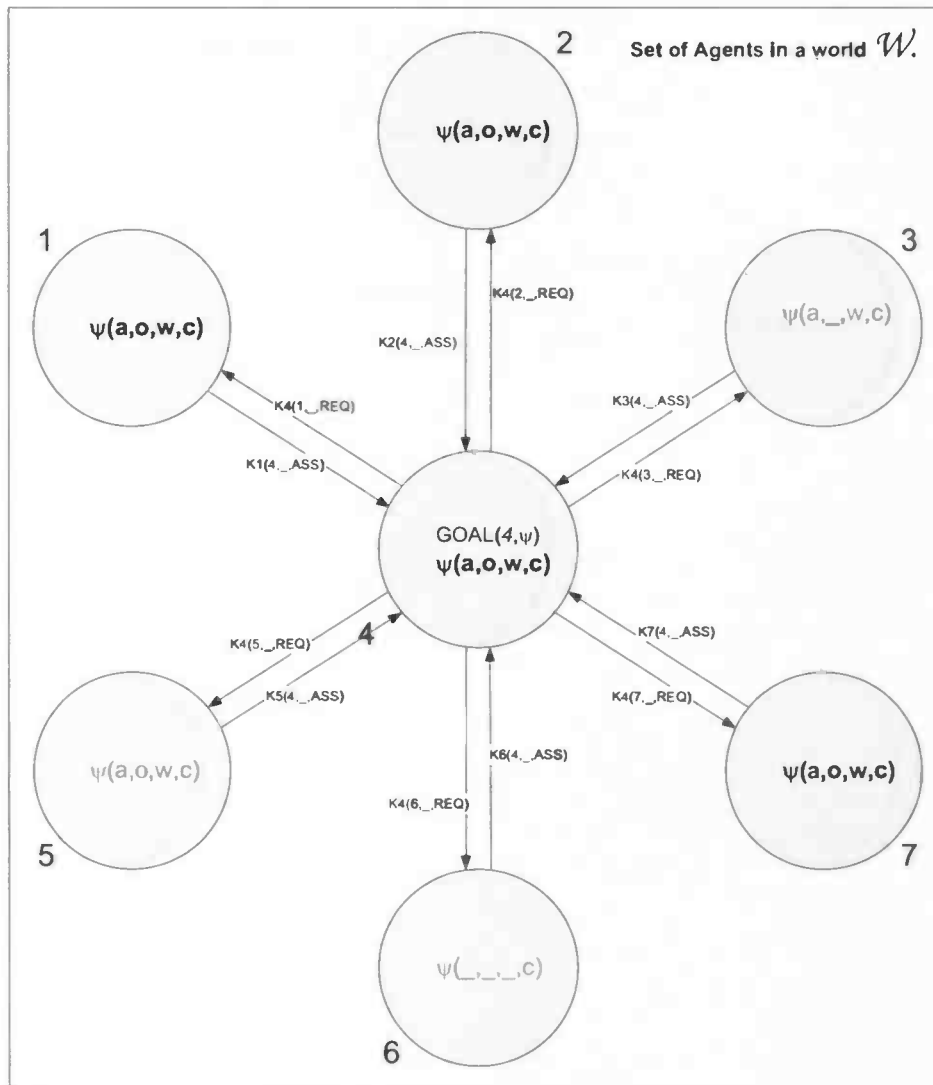 2
Set of Agents in a world 𝒲.
ψ(a,o,w,c)
1
3
ψ(a,o,w,c)
K4(2,_,REQ)
ψ(a,_,w,c)
K2(4,_,ASS)
K4(1,_,REQ)
K3(4,_,ASS)
K1(4,_,ASS)
K4(3,_,REQ)
GOAL(4,ψ)
ψ(a,o,w,c)
4
K4(5,_,REQ)
K7(4,_,ASS)
K5(4,_,ASS)
K4(7,_,REQ)
K6(4,_,ASS)
ψ(a,o,w,c)
ψ(a,o,w,c)
K4(6,_,REQ)
5
7
ψ(_,_,_,c)
6